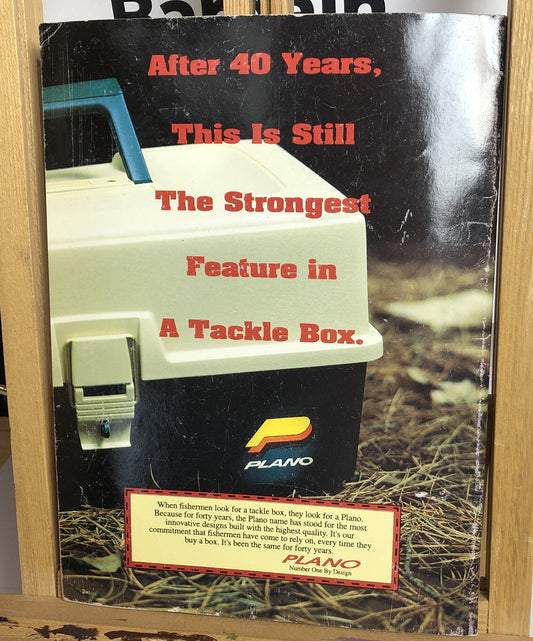 After 40 Years,
This Is Still
The Strongest
Feature in
A Tackle Box.
PLANO
When fishermen look for a tackle box, they look for a Plano.
Because for forty years, the Plano name has stood for the most
innovative designs built with the highest quality. It's our
commitment that fishermen have come to rely on, every time they
buy a box. It's been the same for forty years.
PLANO
Number One By Design